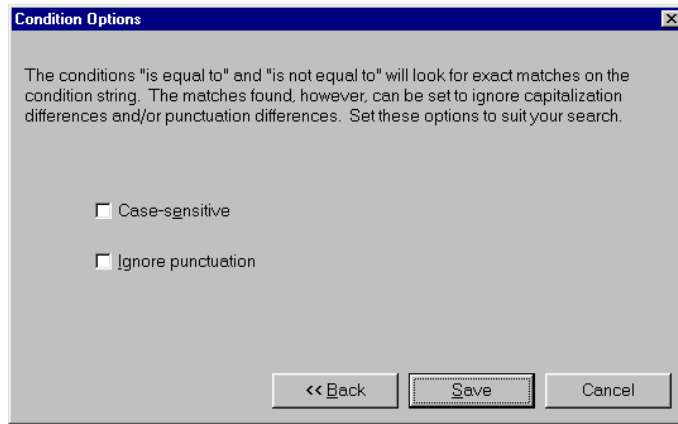 Condition Options
The conditions "is equal to" and "is not equal to" will look for exact matches on the
condition string.  The matches found, however, can be set to ignore capitalization
differences and/or punctuation differences.  Set these options to suit your search.
Case-sensitive
Ignore punctuation
<< Back
Save
Cancel